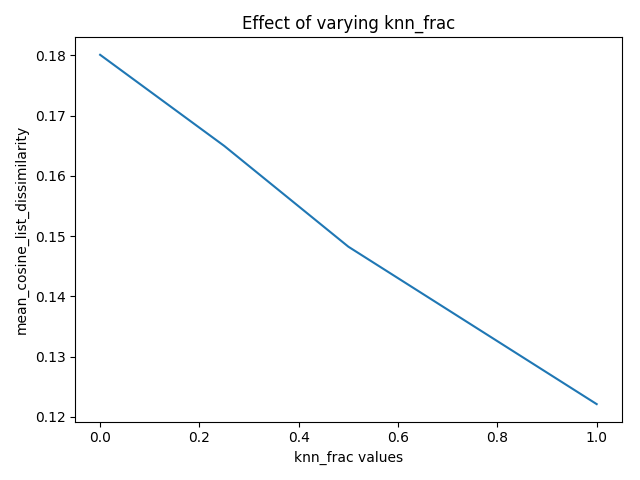 Effect of varying knn_frac
mean_cosine_list_dissimilarity
0.18
0.17
0.16
0.15
0.14
0.13
0.12
0.0 0.2 0.4 0.6 0.8 1.0
knn_frac values